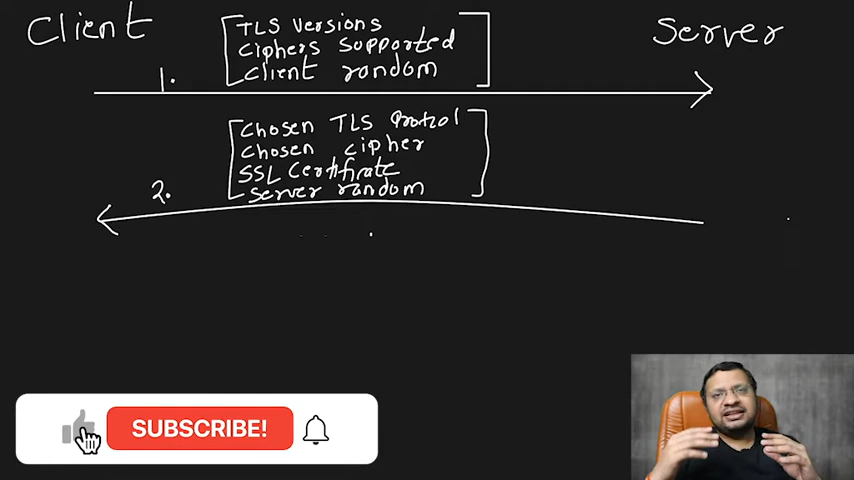 Client
Server
1.
TLS Versions
Ciphers supported
Client random
2.
Chosen TLS Protcol
Chosen cipher
SSL Certificate
Server random
SUBSCRIBE!